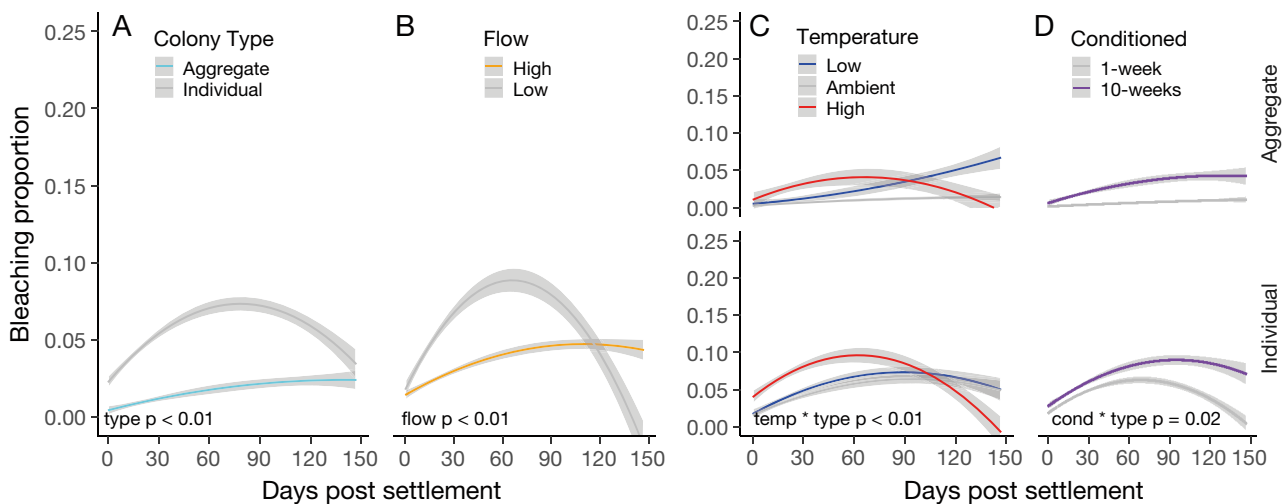 A
Colony Type
Aggregate
Individual
B
Flow
High
Low
C
Temperature
Low
Ambient
High
D
Conditioned
1-week
10-weeks
Bleaching proportion
0.25
0.20
0.15
0.10
0.05
0.00
type p < 0.01
flow p < 0.01
0 30 60 90 120 150
0 30 60 90 120 150
Days post settlement
0.25
0.20
0.15
0.10
0.05
0.00
Aggregate
0.25
0.20
0.15
0.10
0.05
0.00
Individual
temp * type p < 0.01
cond * type p = 0.02
0 30 60 90 120 150
0 30 60 90 120 150
Days post settlement